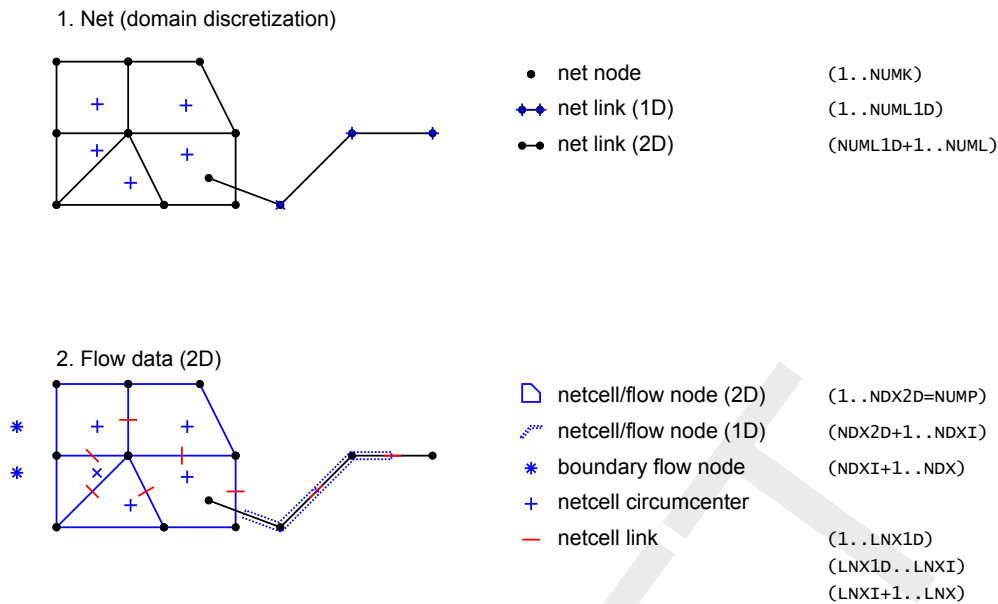 1. Net (domain discretization)
net node (1..NUMK)
net link (1D) (1..NUML1D)
net link (2D) (NUML1D+1..NUML)
2. Flow data (2D)
netcell/flow node (2D) (1..NDX2D=NUMP)
netcell/flow node (1D) (NDX2D+1..NDXI)
boundary flow node (NDXI+1..NDX)
netcell circumcenter
netcell link (1..LNX1D)
(LNX1D..LNXI)
(LNXI+1..LNX)